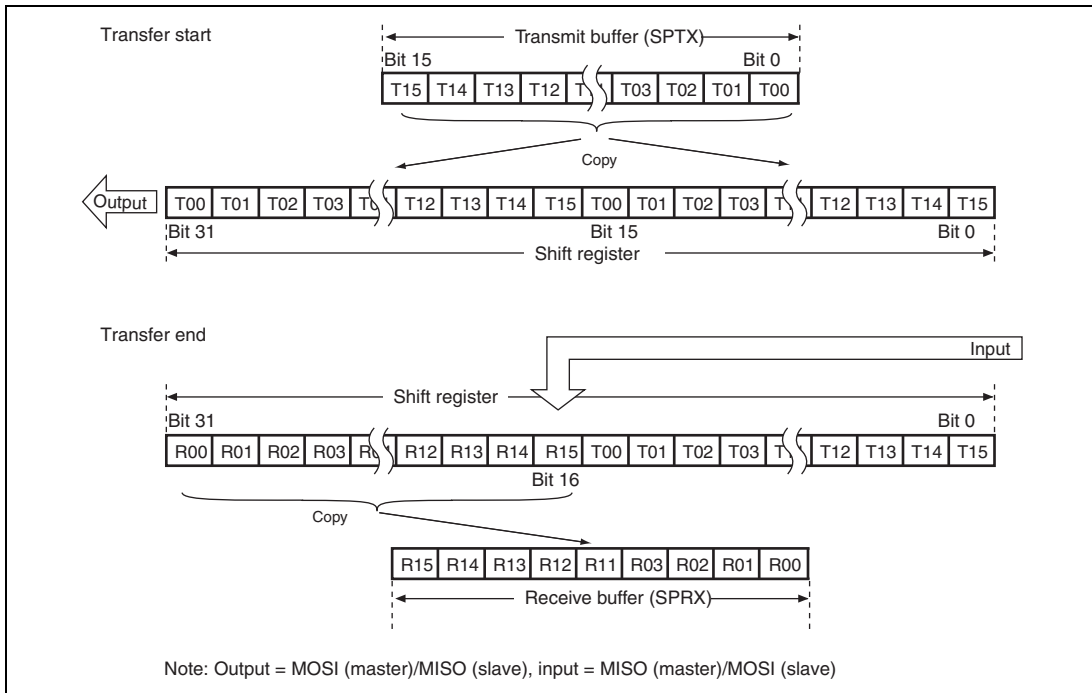 Transfer start
Transmit buffer (SPTX)
Bit 15 Bit 0
T15 T14 T13 T12 T03 T02 T01 T00
Copy
Output T00 T01 T02 T03 T12 T13 T14 T15 T00 T01 T02 T03 T12 T13 T14 T15
Bit 31 Bit 15 Bit 0
Shift register
Transfer end
Input
Shift register
Bit 31 Bit 0
R00 R01 R02 R03 R12 R13 R14 R15 T00 T01 T02 T03 T12 T13 T14 T15
Bit 16
Copy
R15 R14 R13 R12 R11 R03 R02 R01 R00
Receive buffer (SPRX)
Note: Output = MOSI (master)/MISO (slave), input = MISO (master)/MOSI (slave)